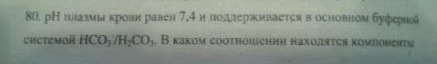 80. pH плазмы крови равен 7,4 и поддерживается в основном буферной
системой HCO₃⁻/H₂CO₃. В каком соотношении находятся компоненты